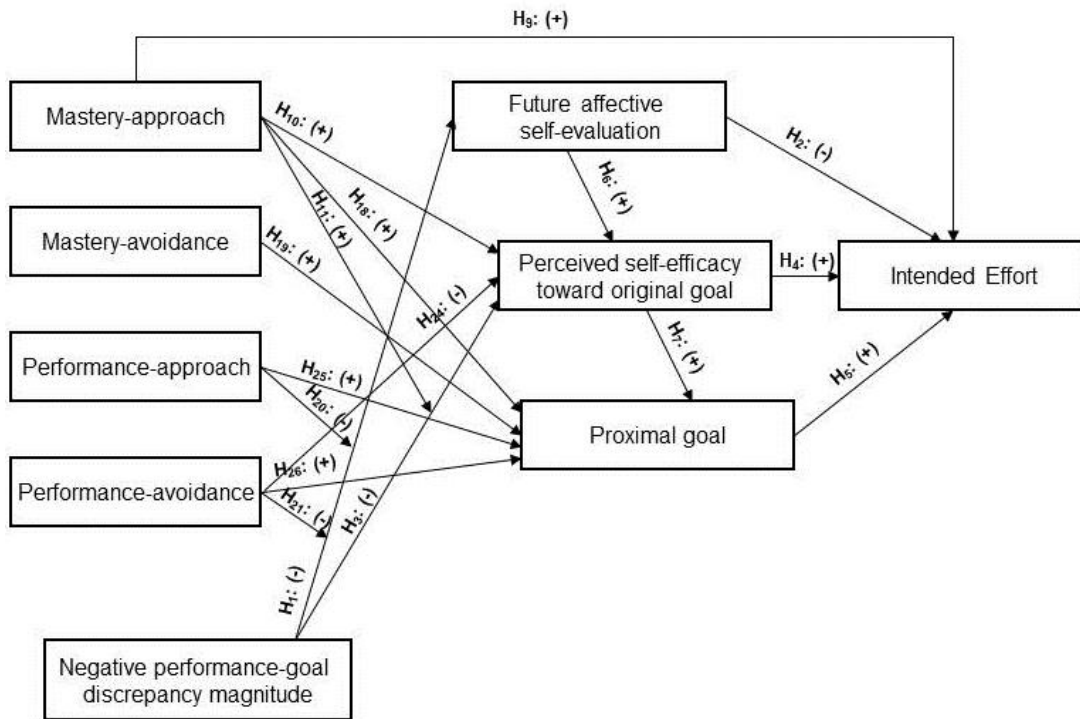 H₉: (+)
Mastery-approach
Future affective
self-evaluation
H₁₀: (+)
H₂: (-)
H₁₈: (+)
H₁₁: (+)
H₆: (+)
Mastery-avoidance
H₁₉: (+)
Perceived self-efficacy
toward original goal
H₄: (+)
Intended Effort
H₂₄: (-)
Performance-approach
H₂₅: (+)
H₇: (+)
H₅: (+)
H₂₀: (-)
Proximal goal
H₂₆: (+)
Performance-avoidance
H₂₁: (-)
H₃: (-)
H₁: (-)
Negative performance-goal
discrepancy magnitude